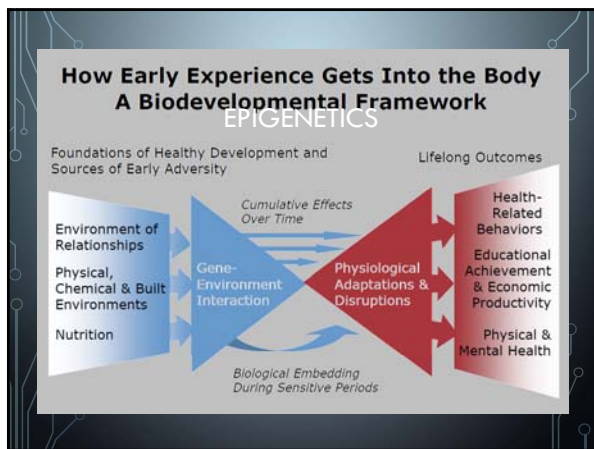 How Early Experience Gets Into the Body
A Biodevelopmental Framework
EPIGENETICS
Foundations of Healthy Development and
Sources of Early Adversity
Lifelong Outcomes
Environment of
Relationships
Physical,
Chemical & Built
Environments
Nutrition
Gene-
Environment
Interaction
Cumulative Effects
Over Time
Biological Embedding
During Sensitive Periods
Physiological
Adaptations &
Disruptions
Health-
Related
Behaviors
Educational
Achievement
& Economic
Productivity
Physical &
Mental Health